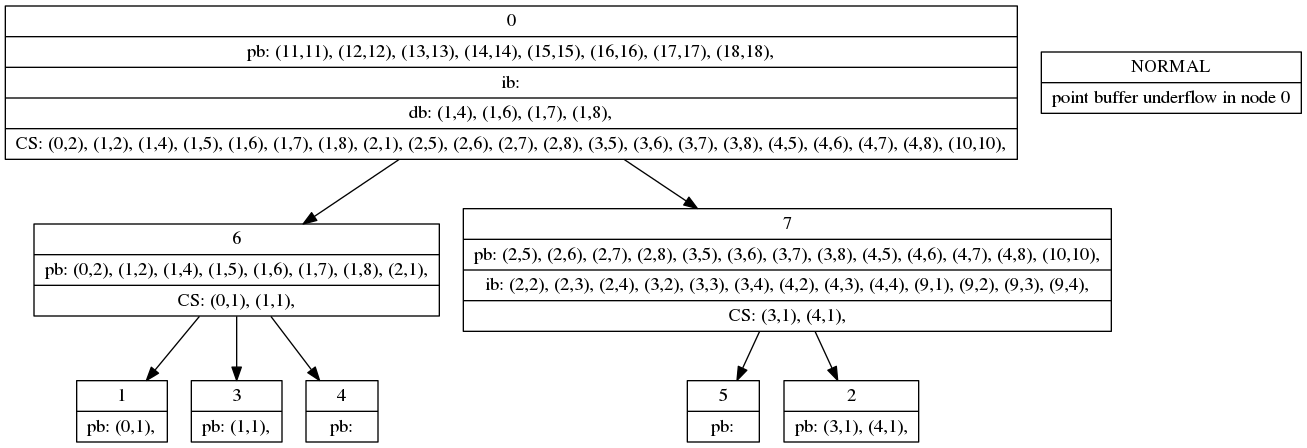 0
pb: (11,11), (12,12), (13,13), (14,14), (15,15), (16,16), (17,17), (18,18),
ib:
db: (1,4), (1,6), (1,7), (1,8),
CS: (0,2), (1,2), (1,4), (1,5), (1,6), (1,7), (1,8), (2,1), (2,5), (2,6), (2,7), (2,8), (3,5), (3,6), (3,7), (3,8), (4,5), (4,6), (4,7), (4,8), (10,10),
NORMAL
point buffer underflow in node 0
6
pb: (0,2), (1,2), (1,4), (1,5), (1,6), (1,7), (1,8), (2,1),
CS: (0,1), (1,1),
7
pb: (2,5), (2,6), (2,7), (2,8), (3,5), (3,6), (3,7), (3,8), (4,5), (4,6), (4,7), (4,8), (10,10),
ib: (2,2), (2,3), (2,4), (3,2), (3,3), (3,4), (4,2), (4,3), (4,4), (9,1), (9,2), (9,3), (9,4),
CS: (3,1), (4,1),
1
pb: (0,1),
3
pb: (1,1),
4
pb:
5
pb:
2
pb: (3,1), (4,1),